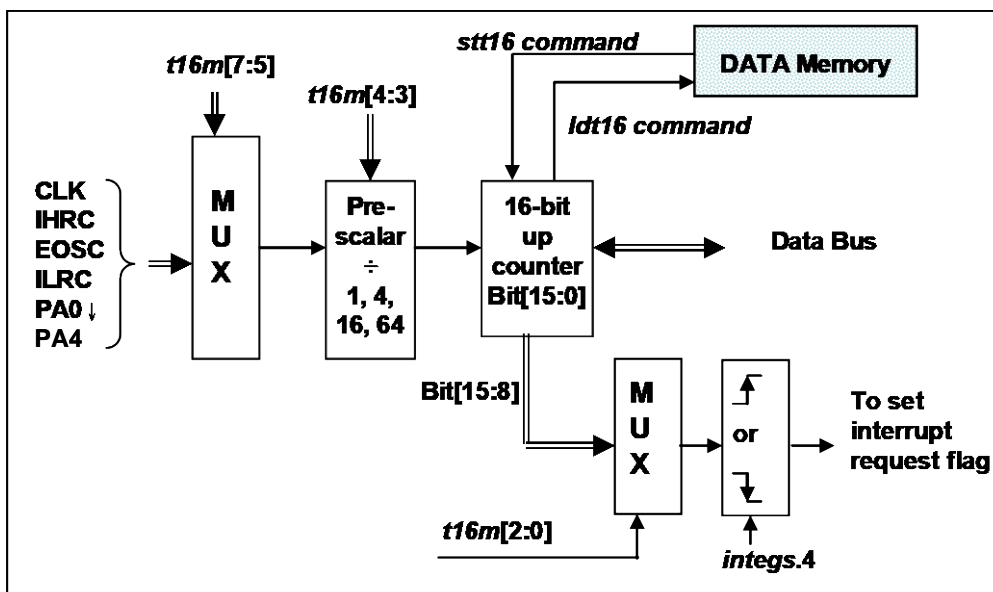 stt16 command
DATA Memory
t16m[7:5]
t16m[4:3]
ldt16 command
CLK
IHRC
EOSC
ILRC
PA0 ↓
PA4
M
U
X
Pre-
scalar
÷
1, 4,
16, 64
16-bit
up
counter
Bit[15:0]
Data Bus
Bit[15:8]
M
U
X
or
To set
interrupt
request flag
t16m[2:0]
integs.4